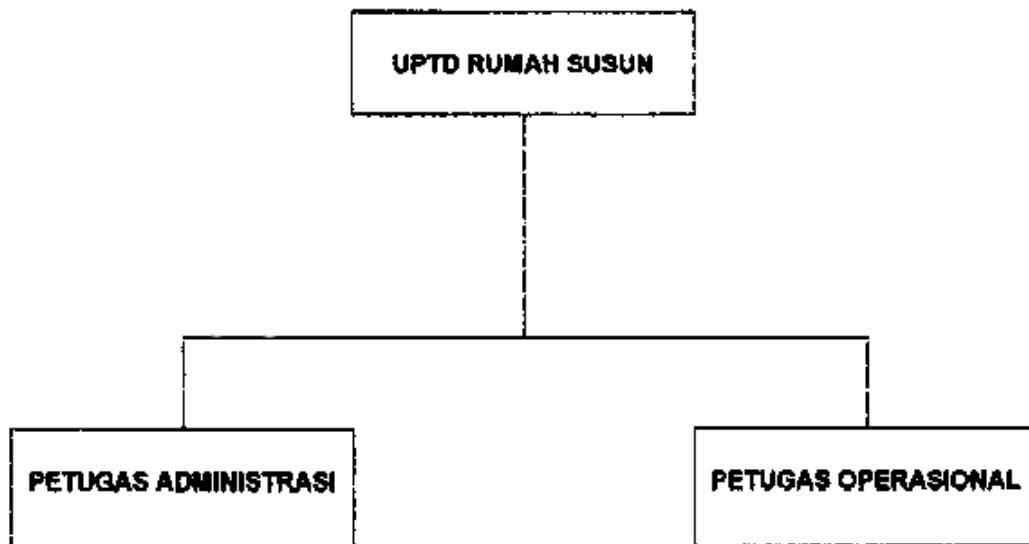 UPTD RUMAH SUSUN
PETUGAS ADMINISTRASI
PETUGAS OPERASIONAL